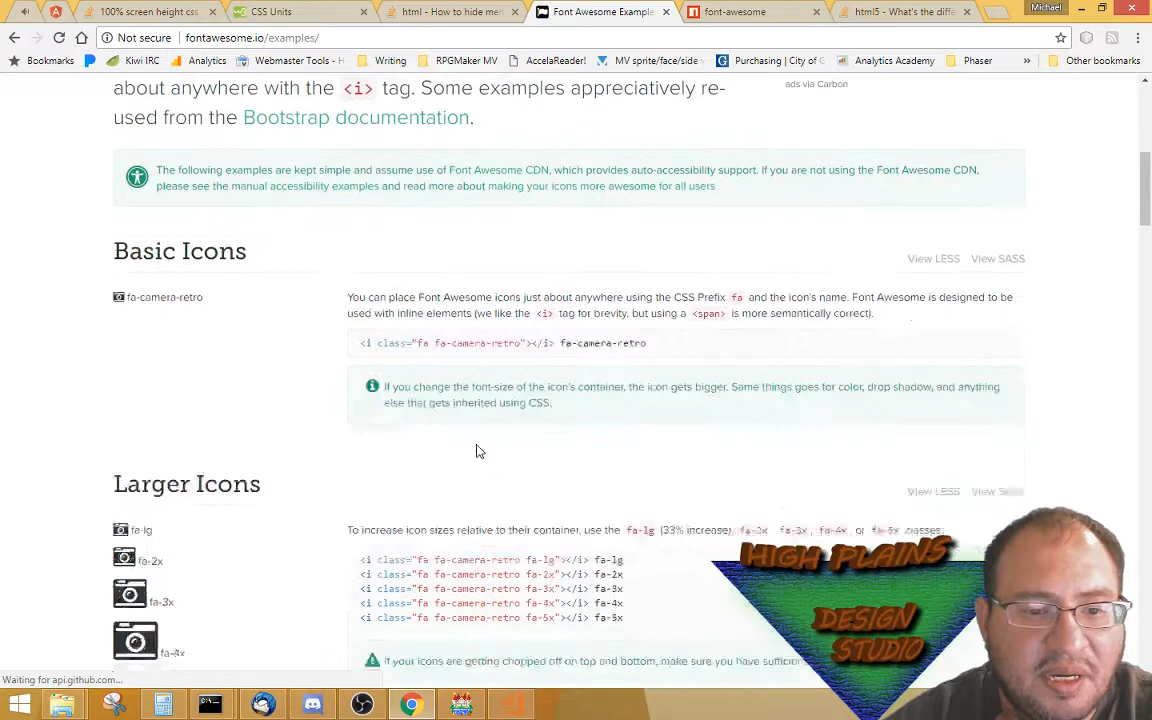 100% screen height css
CSS Units
html - How to hide men
Font Awesome Example
font-awesome
html5 - What's the diffe
Michael
Not secure
fontawesome.io/examples/
Bookmarks
Kiwi IRC
Analytics
Webmaster Tools - H
Writing
RPGMaker MV
AccelaReader!
MV sprite/face/side
Purchasing | City of
Analytics Academy
Phaser
Other bookmarks
about anywhere with the <i> tag. Some examples appreciatively re-
used from the Bootstrap documentation.
ads via Carbon
The following examples are kept simple and assume use of Font Awesome CDN, which provides auto-accessibility support. If you are not using the Font Awesome CDN,
please see the manual accessibility examples and read more about making your icons more awesome for all users
Basic Icons
View LESS View SASS
fa-camera-retro
You can place Font Awesome icons just about anywhere using the CSS Prefix fa and the icon's name. Font Awesome is designed to be
used with inline elements (we like the <i> tag for brevity, but using a <span> is more semantically correct).
<i class="fa fa-camera-retro"></i> fa-camera-retro
If you change the font-size of the icon's container, the icon gets bigger. Same things goes for color, drop shadow, and anything
else that gets inherited using CSS.
Larger Icons
View LESS View SASS
fa-lg
fa-2x
fa-3x
fa-4x
To increase icon sizes relative to their container, use the fa-lg (33% increase), fa-2x, fa-3x, fa-4x, or fa-5x classes.
<i class="fa fa-camera-retro fa-lg"></i> fa-lg
<i class="fa fa-camera-retro fa-2x"></i> fa-2x
<i class="fa fa-camera-retro fa-3x"></i> fa-3x
<i class="fa fa-camera-retro fa-4x"></i> fa-4x
<i class="fa fa-camera-retro fa-5x"></i> fa-5x
If your icons are getting chopped off on top and bottom, make sure you have sufficien
HIGH PLAINS
DESIGN
STUDIO
Waiting for api.github.com...